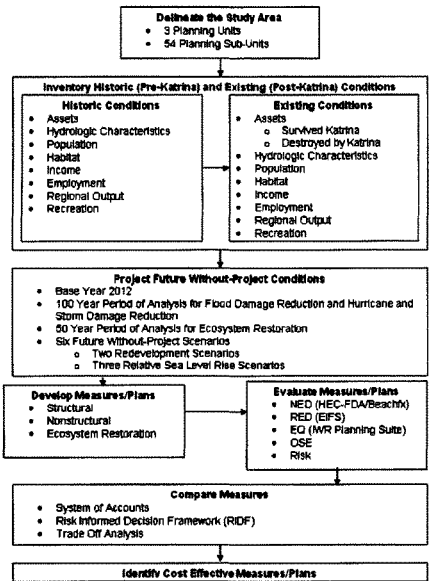 Delineate the Study Area
• 3 Planning Units
• 54 Planning Sub-Units
Inventory Historic (Pre-Katrina) and Existing (Post-Katrina) Conditions
Historic Conditions
• Assets
• Hydrologic Characteristics
• Population
• Habitat
• Income
• Employment
• Regional Output
• Recreation
Existing Conditions
• Assets
o Survived Katrina
o Destroyed by Katrina
• Hydrologic Characteristics
• Population
• Habitat
• Income
• Employment
• Regional Output
• Recreation
Project Future Without-Project Conditions
• Base Year 2012
• 100 Year Period of Analysis for Flood Damage Reduction and Hurricane and
Storm Damage Reduction
• 50 Year Period of Analysis for Ecosystem Restoration
• Six Future Without-Project Scenarios
o Two Redevelopment Scenarios
o Three Relative Sea Level Rise Scenarios
Develop Measures/Plans
• Structural
• Nonstructural
• Ecosystem Restoration
Evaluate Measures/Plans
• NED (HEC-FDA/Beachfx)
• RED (EIFS)
• EQ (IWR Planning Suite)
• OSE
• Risk
Compare Measures
• System of Accounts
• Risk Informed Decision Framework (RIDF)
• Trade Off Analysis
Identify Cost Effective Measures/Plans